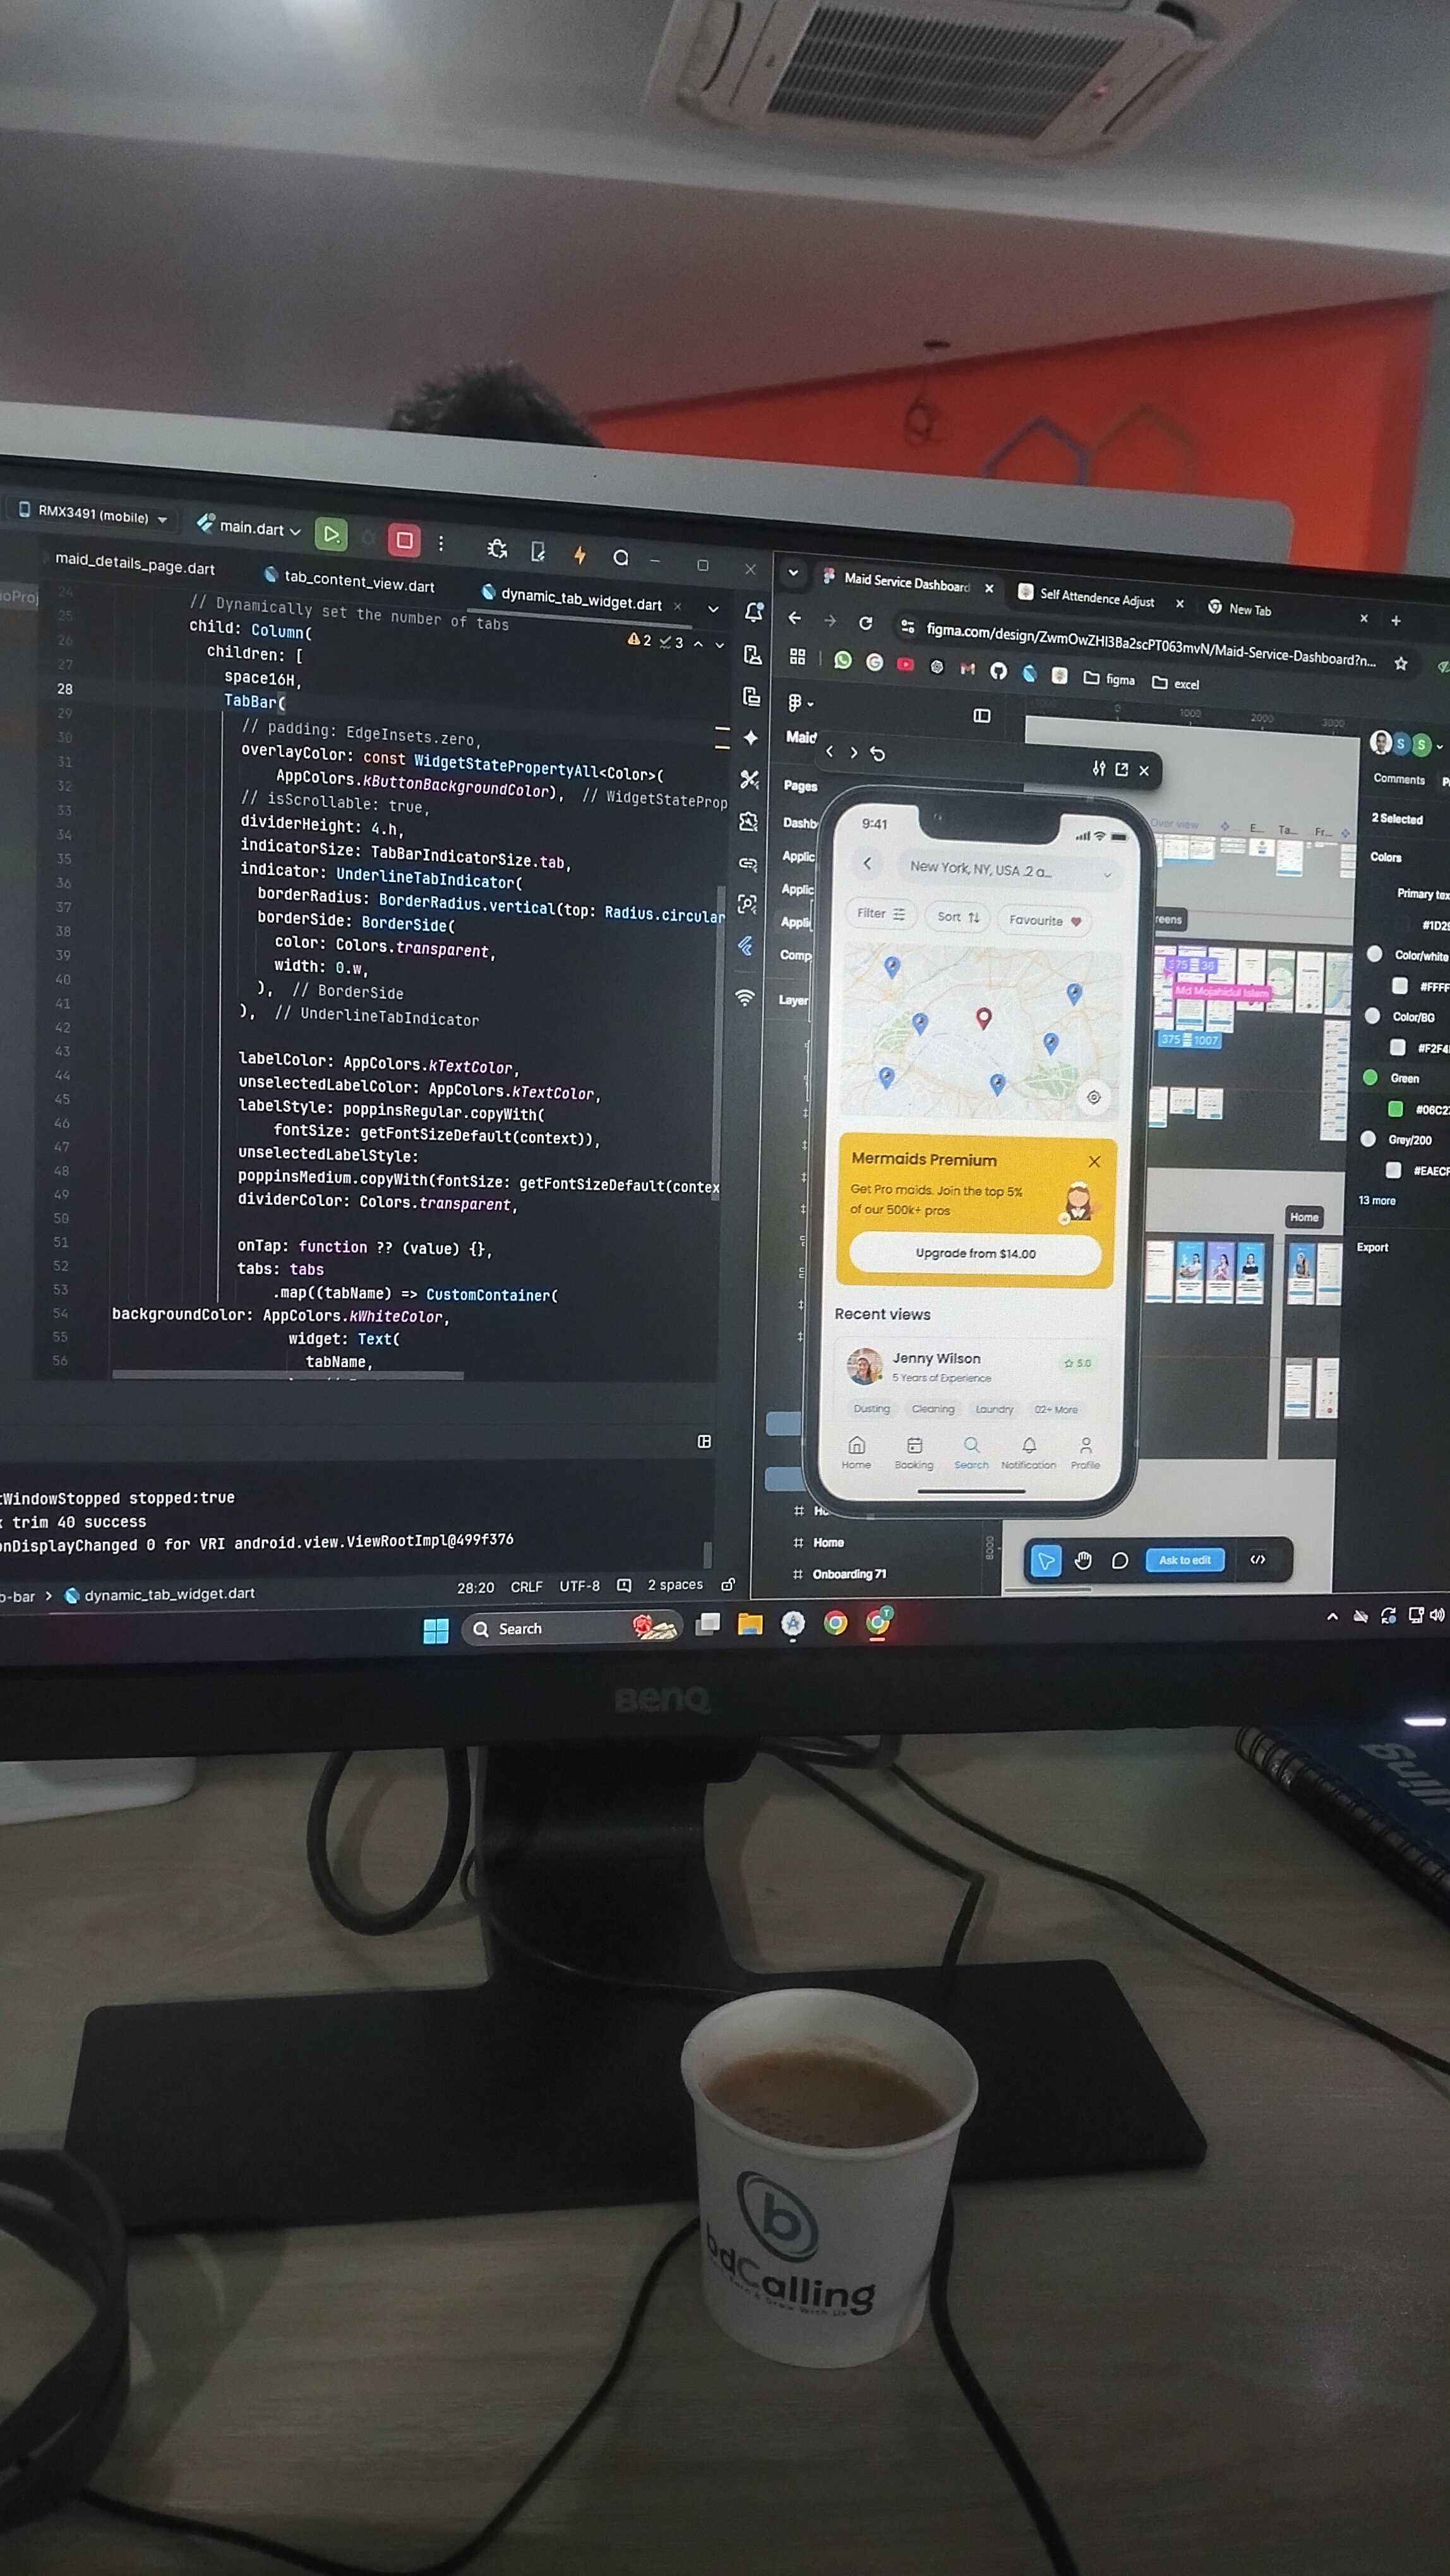 RMX3491 (mobile)
main.dart
maid_details_page.dart
tab_content_view.dart
dynamic_tab_widget.dart
24
// Dynamically set the number of tabs
25
child: Column(
2
3
26
children: [
27
space16H,
28
TabBar(
29
// padding: EdgeInsets.zero,
30
overlayColor: const WidgetStatePropertyAll<Color>(
31
AppColors.kButtonBackgroundColor), // WidgetStateProp
32
// isScrollable: true,
33
dividerHeight: 4.h,
34
indicatorSize: TabBarIndicatorSize.tab,
35
indicator: UnderlineTabIndicator(
36
borderRadius: BorderRadius.vertical(top: Radius.circular
37
borderSide: BorderSide(
38
color: Colors.transparent,
39
width: 0.w,
40
), // BorderSide
41
), // UnderlineTabIndicator
42
43
labelColor: AppColors.kTextColor,
44
unselectedLabelColor: AppColors.kTextColor,
45
labelStyle: poppinsRegular.copyWith(
46
fontSize: getFontSizeDefault(context)),
47
unselectedLabelStyle:
48
poppinsMedium.copyWith(fontSize: getFontSizeDefault(contex
49
dividerColor: Colors.transparent,
50
51
onTap: function ?? (value) {},
52
tabs: tabs
53
.map((tabName) => CustomContainer(
54
backgroundColor: AppColors.kWhiteColor,
55
widget: Text(
56
tabName,
WindowStopped stopped:true
trim 40 success
onDisplayChanged 0 for VRI android.view.ViewRootImpl@499f376
b-bar > dynamic_tab_widget.dart
28:20 CRLF UTF-8 2 spaces
Maid Service Dashboard
Self Attendence Adjust
New Tab
figma.com/design/ZwmOwZHI3Ba2scPT063mvN/Maid-Service-Dashboard?n...
figma
excel
0
1000
2000
3000
Maid
Pages
Dashb
Applic
Applic
Appli
Comp
Layer
9:41
New York, NY, USA .2 a...
Filter
Sort
Favourite
Mermaids Premium
Get Pro maids. Join the top 5%
of our 500k+ pros
Upgrade from $14.00
Recent views
Jenny Wilson
5 Years of Experience
5.0
Dusting
Cleaning
Laundry
02+ More
Home
Booking
Search
Notification
Profile
Home
Onboarding 71
8000
Over view
E...
Ta...
Fr...
reens
Md Mojahidul Islam
375
1007
Home
Ask to edit
S
S
Comments
2 Selected
Colors
Primary tex
#1D29
Color/white
#FFFF
Color/BG
#F2F4
Green
#06C2
Grey/200
#EAECF
13 more
Export
Search
BenQ
lling
b
bdCalling